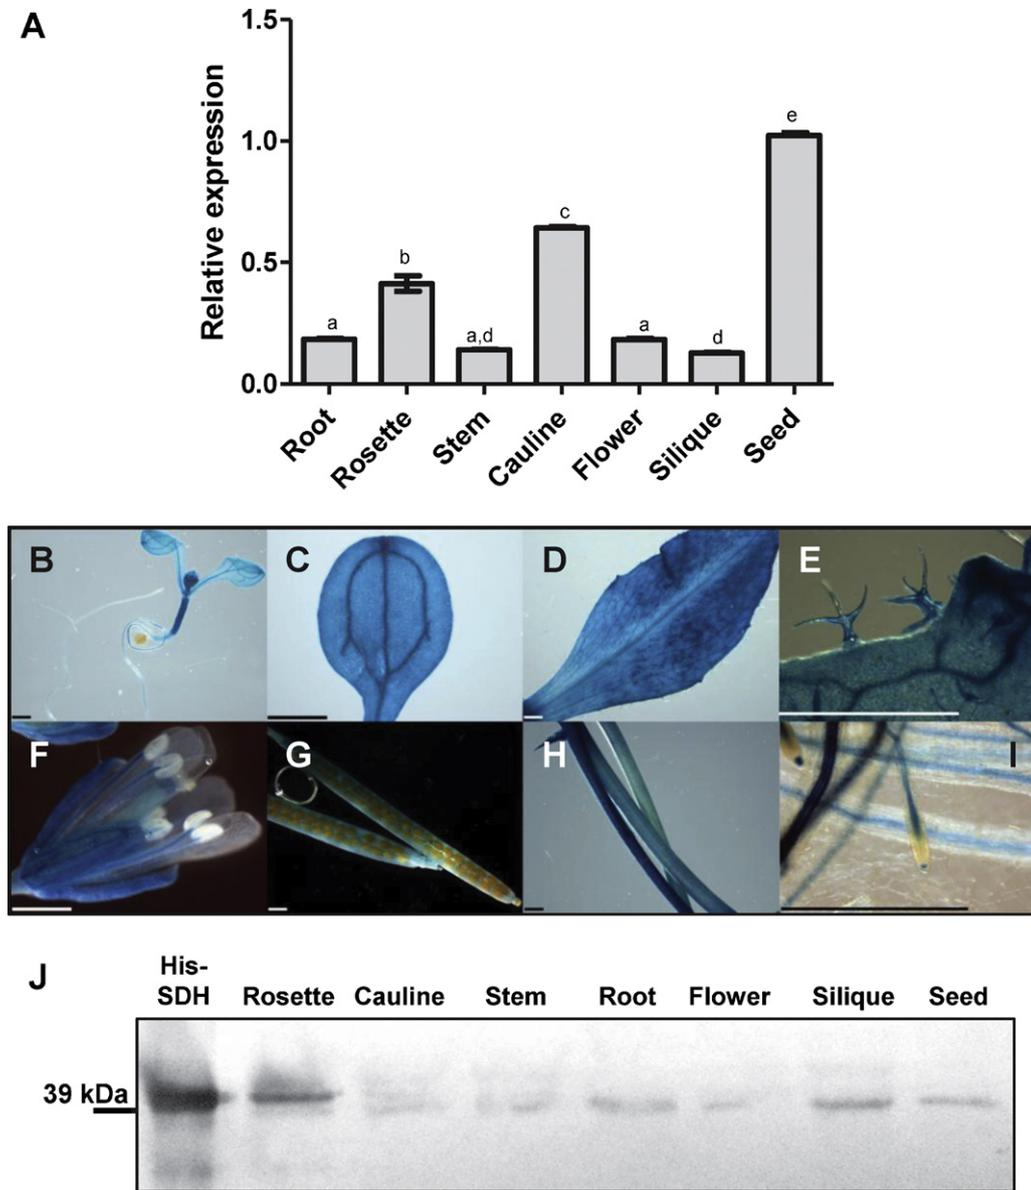 A
1.5
1.0
0.5
0.0
Relative expression
a
b
a,d
c
a
d
e
Root
Rosette
Stem
Cauline
Flower
Silique
Seed
B
C
D
E
F
G
H
I
J
His-
SDH
Rosette
Cauline
Stem
Root
Flower
Silique
Seed
39 kDa